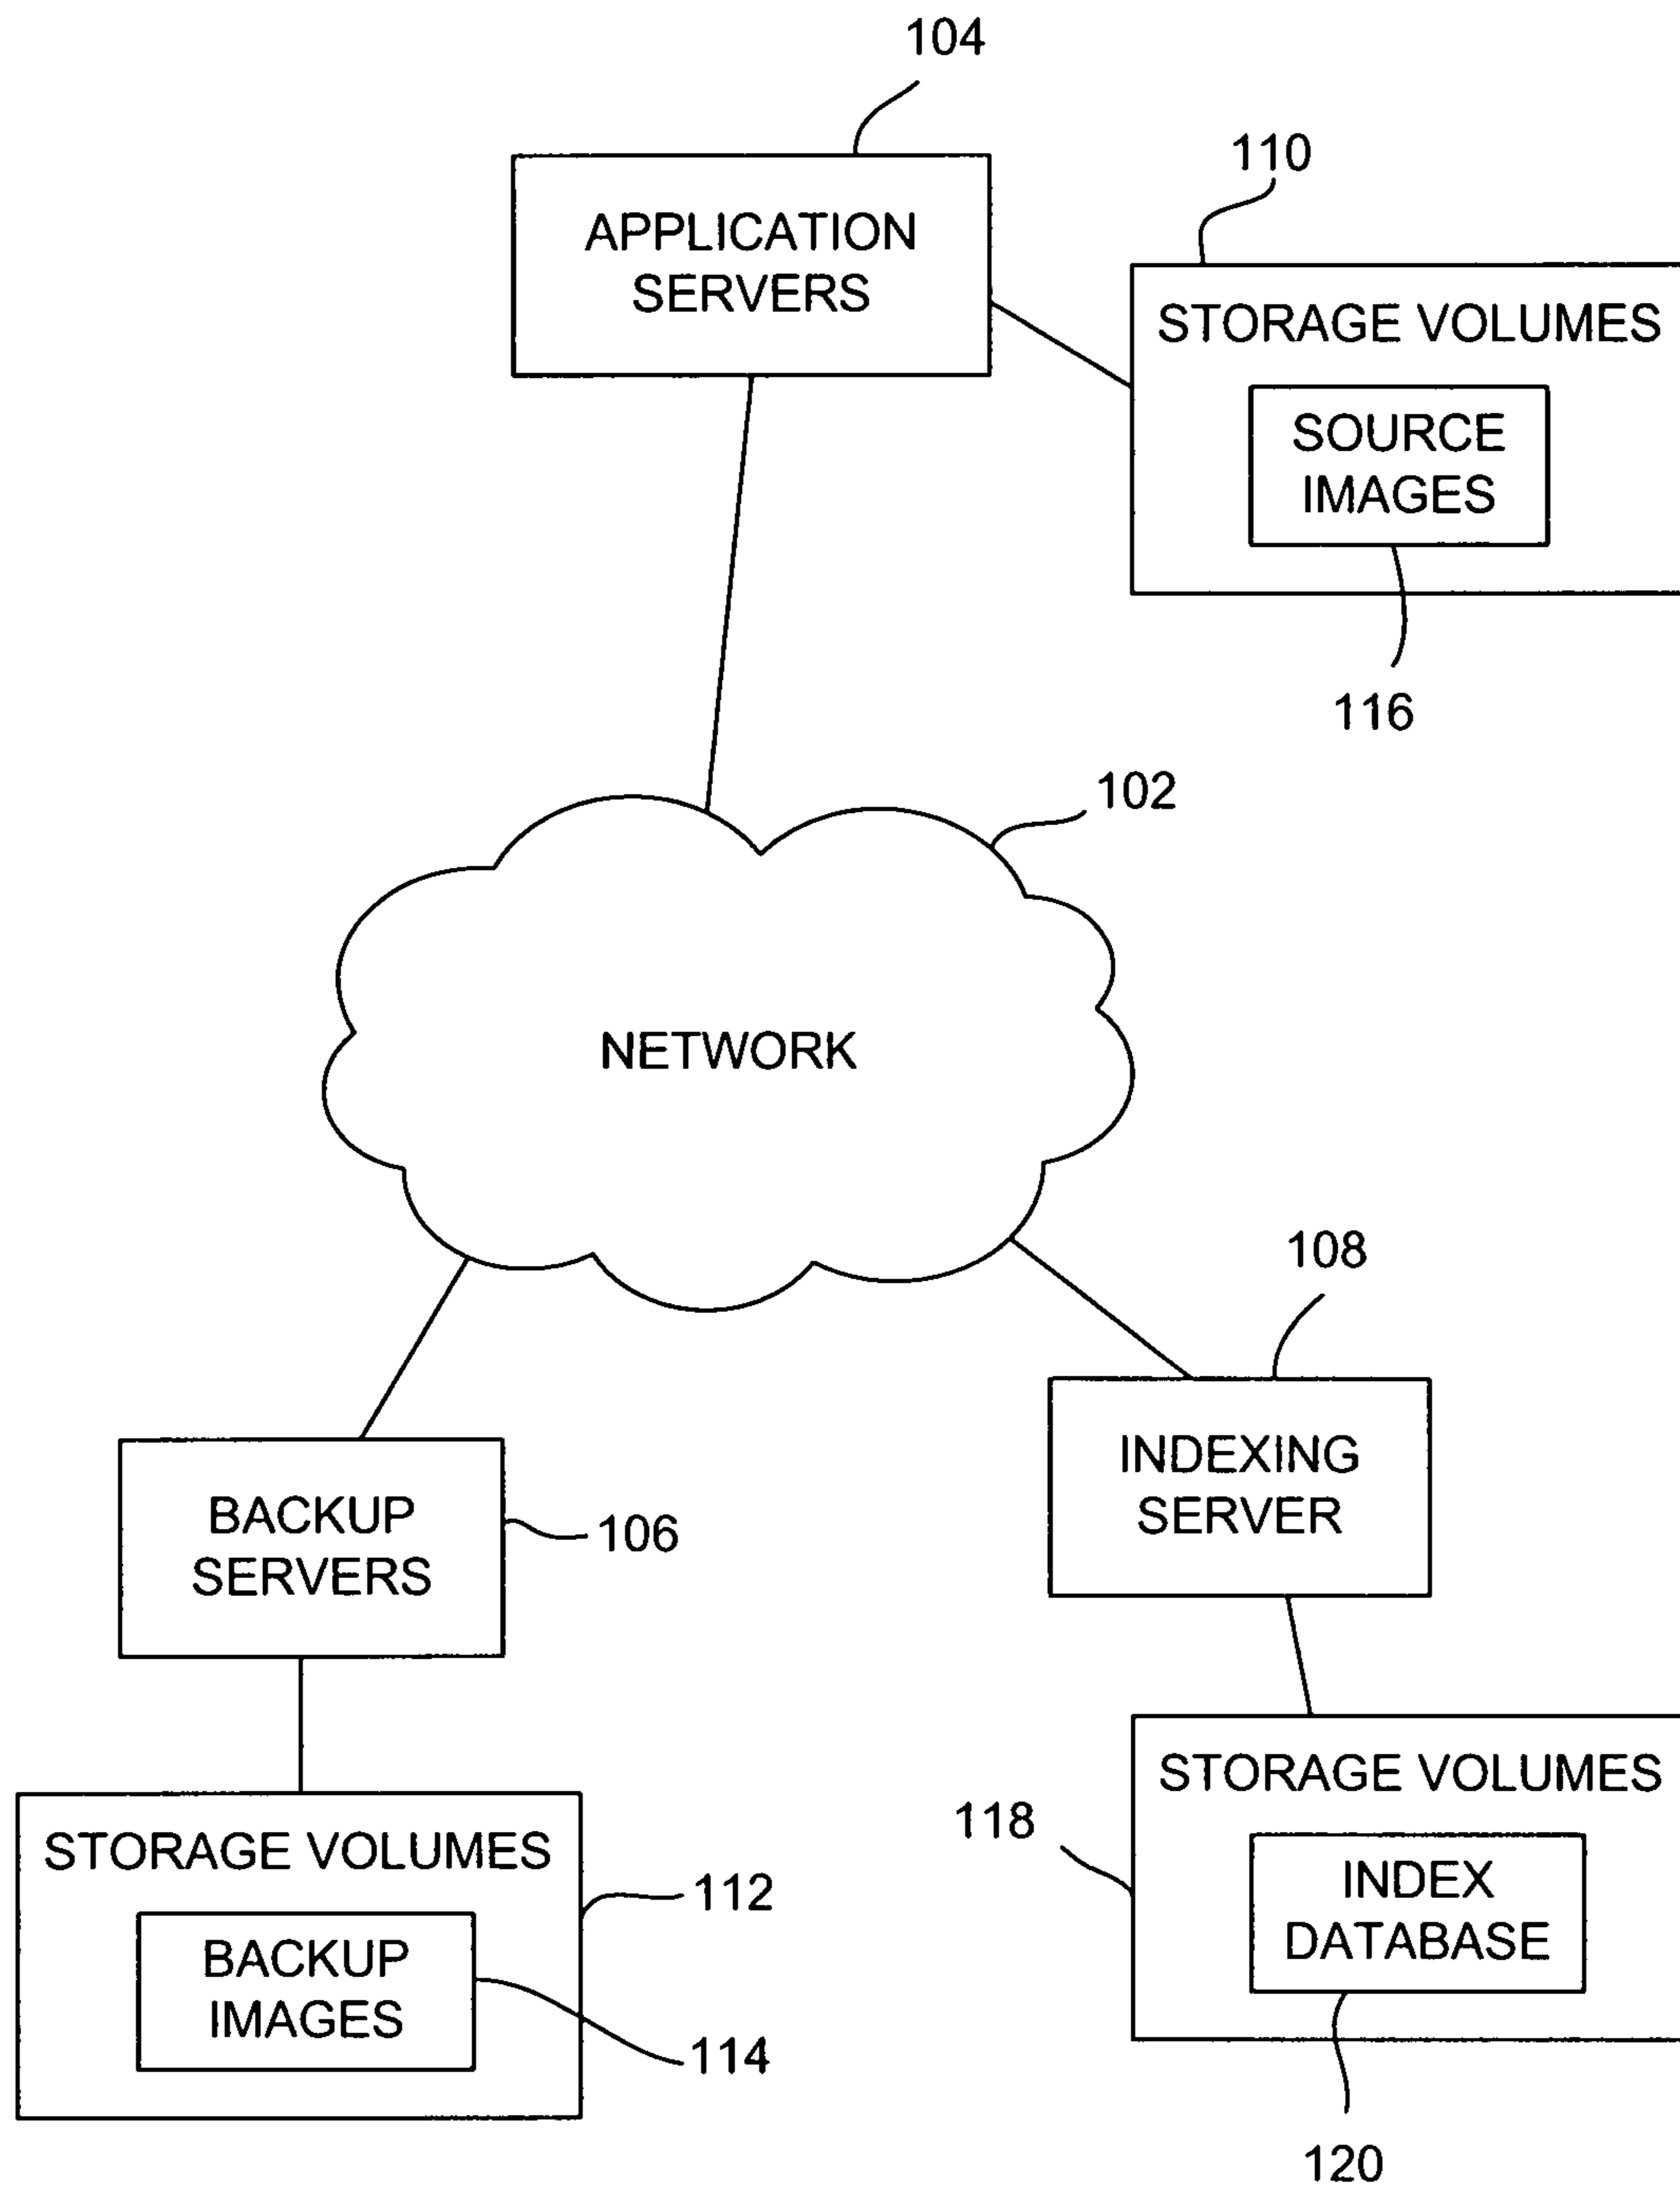 104
APPLICATION
SERVERS
110
STORAGE VOLUMES
SOURCE
IMAGES
116
102
NETWORK
108
INDEXING
SERVER
BACKUP
SERVERS
106
STORAGE VOLUMES
118
INDEX
DATABASE
120
STORAGE VOLUMES
112
BACKUP
IMAGES
114